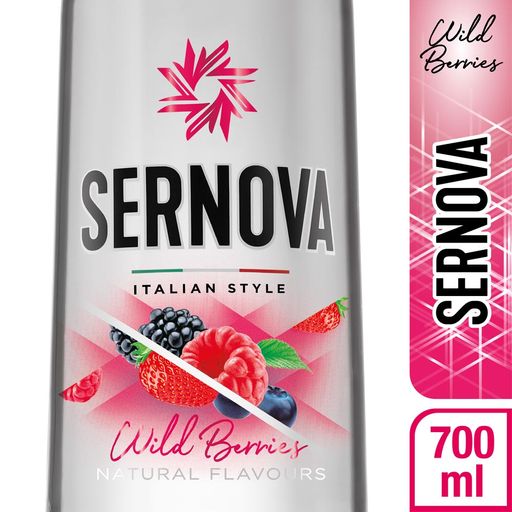 SERNOVA
ITALIAN STYLE
Wild Berries
NATURAL FLAVOURS
Wild
Berries
SERNOVA
700
ml